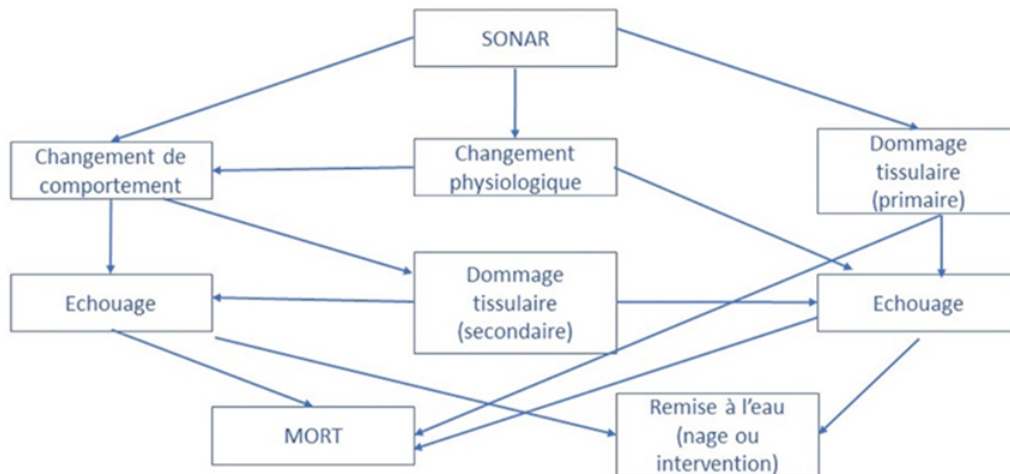 SONAR
Changement de
comportement
Changement
physiologique
Dommage
tissulaire
(primaire)
Echouage
Dommage
tissulaire
(secondaire)
Echouage
MORT
Remise à l'eau
(nage ou
intervention)